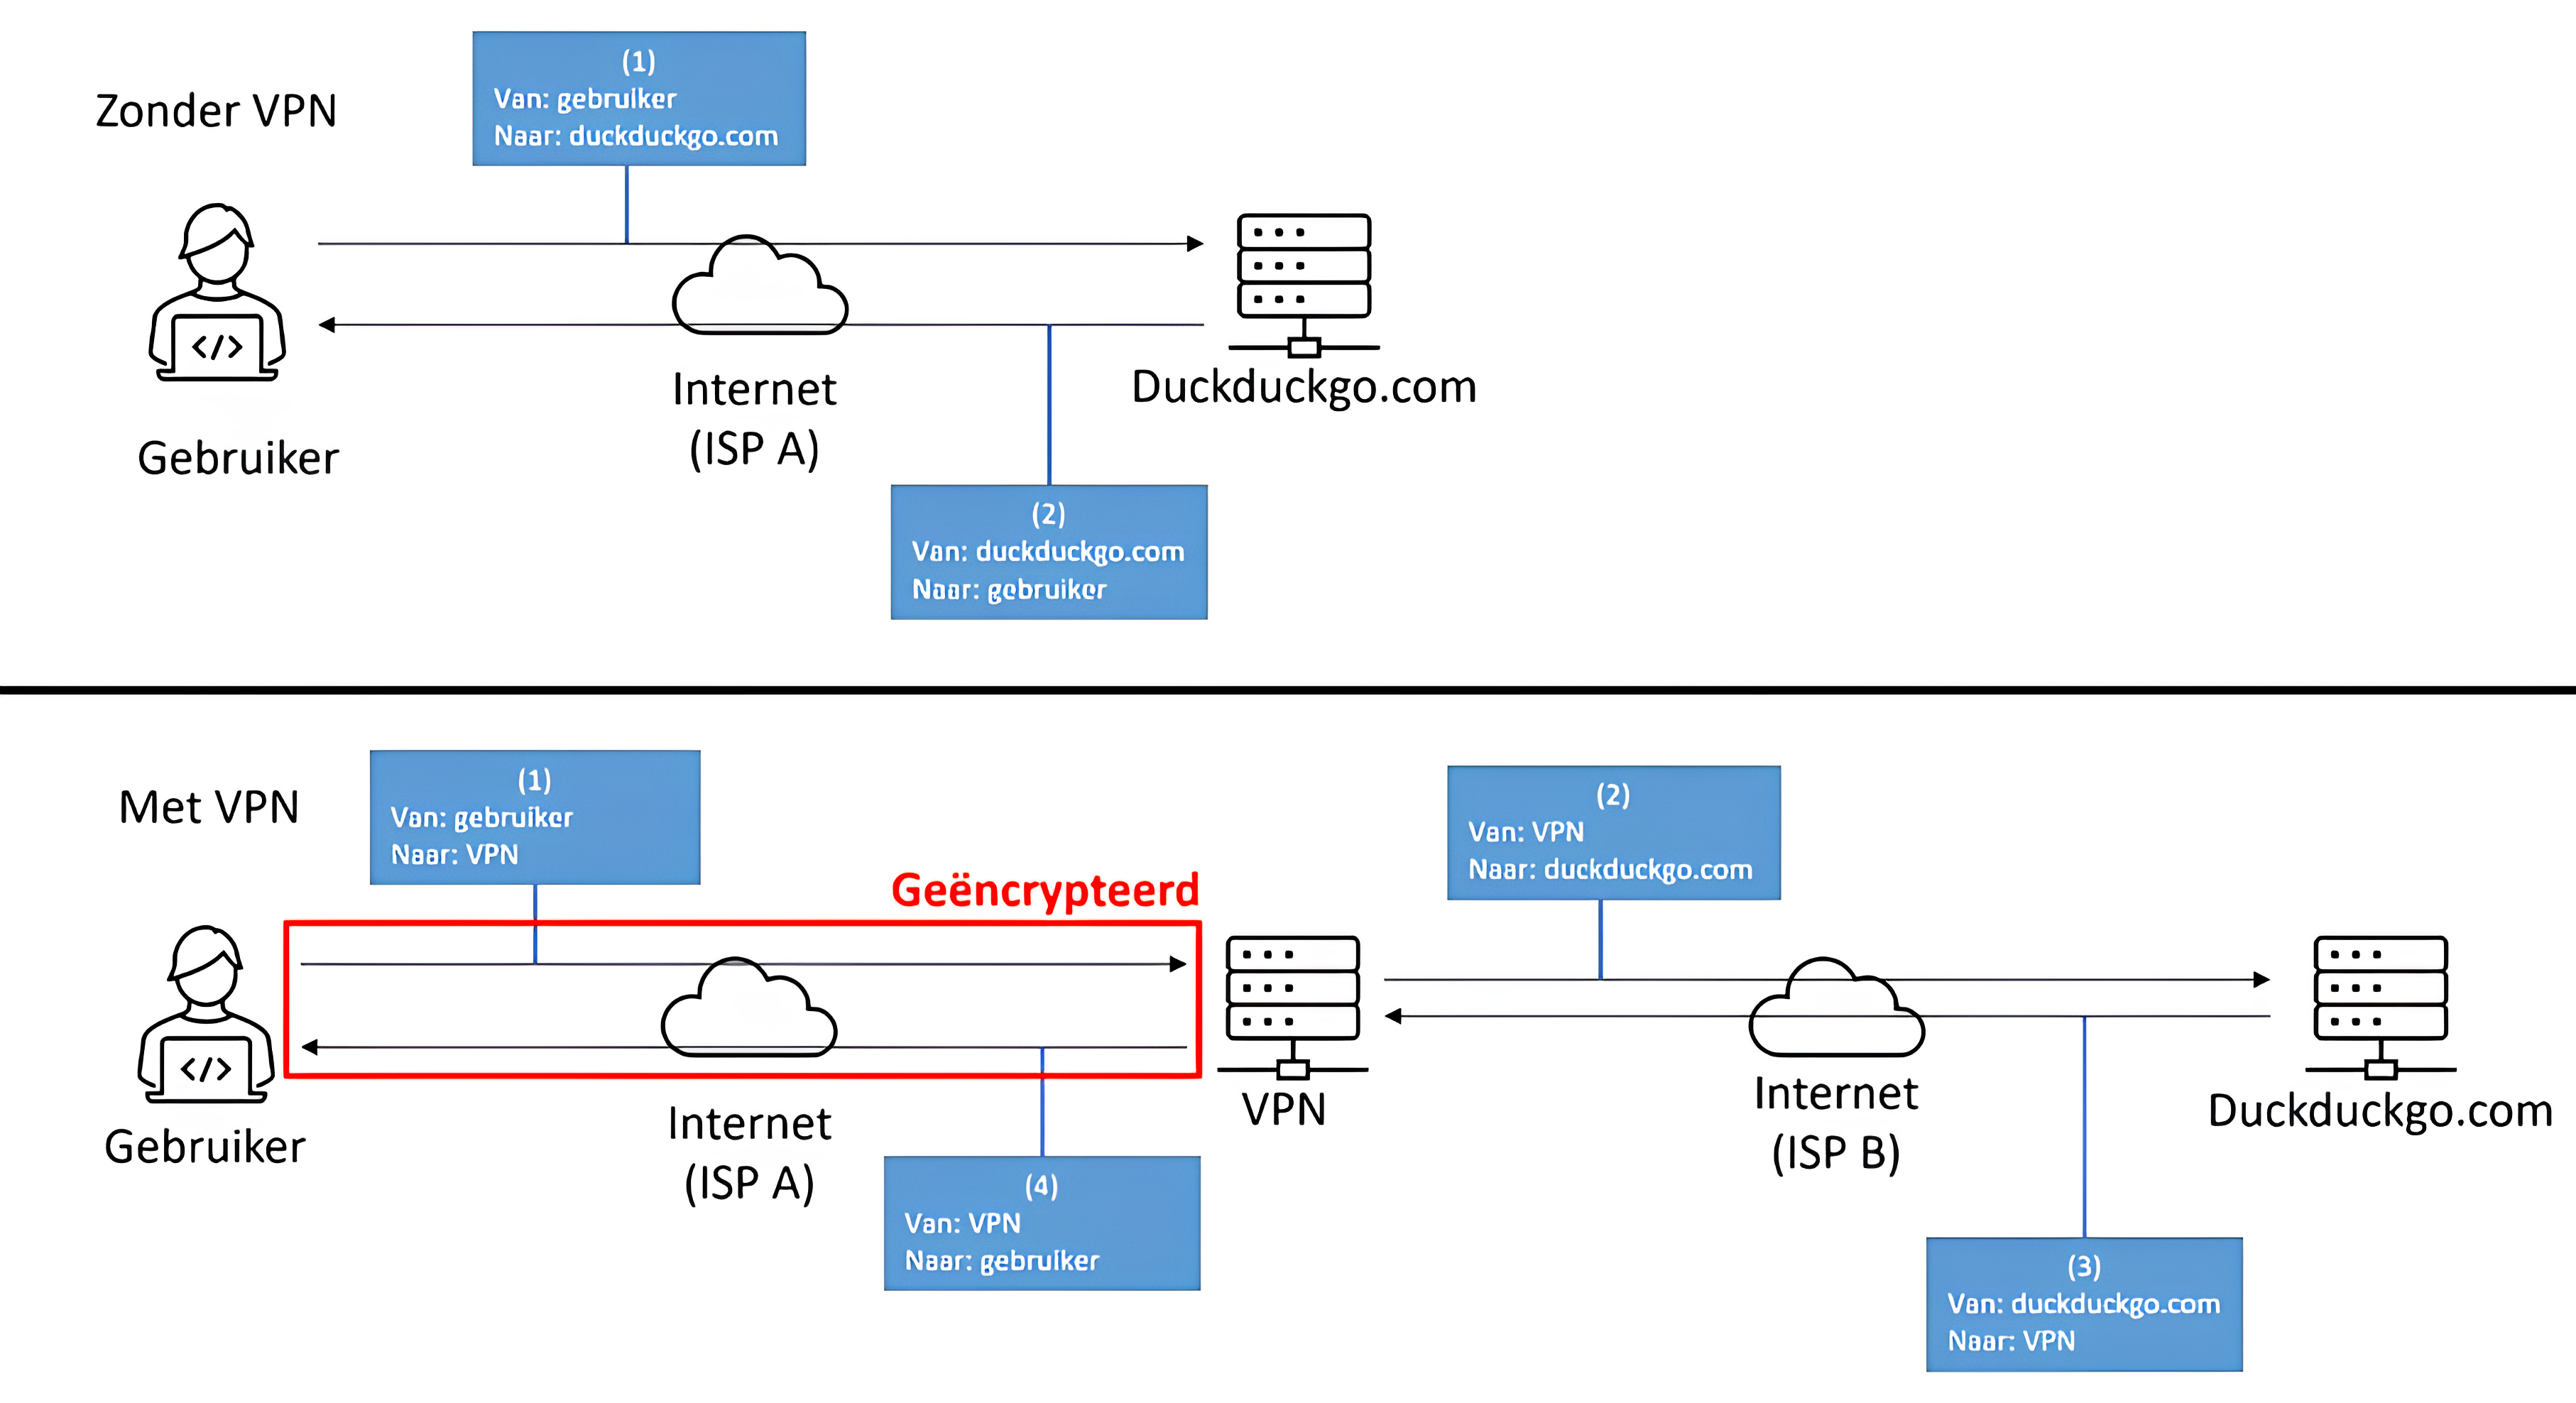 Zonder VPN
(1)
Van: gebruiker
Naar: duckduckgo.com
</>
Gebruiker
Internet
(ISP A)
Duckduckgo.com
(2)
Van: duckduckgo.com
Naar: gebruiker
Met VPN
(1)
Van: gebruiker
Naar: VPN
Geëncrypteerd
(2)
Van: VPN
Naar: duckduckgo.com
</>
Gebruiker
Internet
(ISP A)
VPN
Internet
(ISP B)
Duckduckgo.com
(4)
Van: VPN
Naar: gebruiker
(3)
Van: duckduckgo.com
Naar: VPN